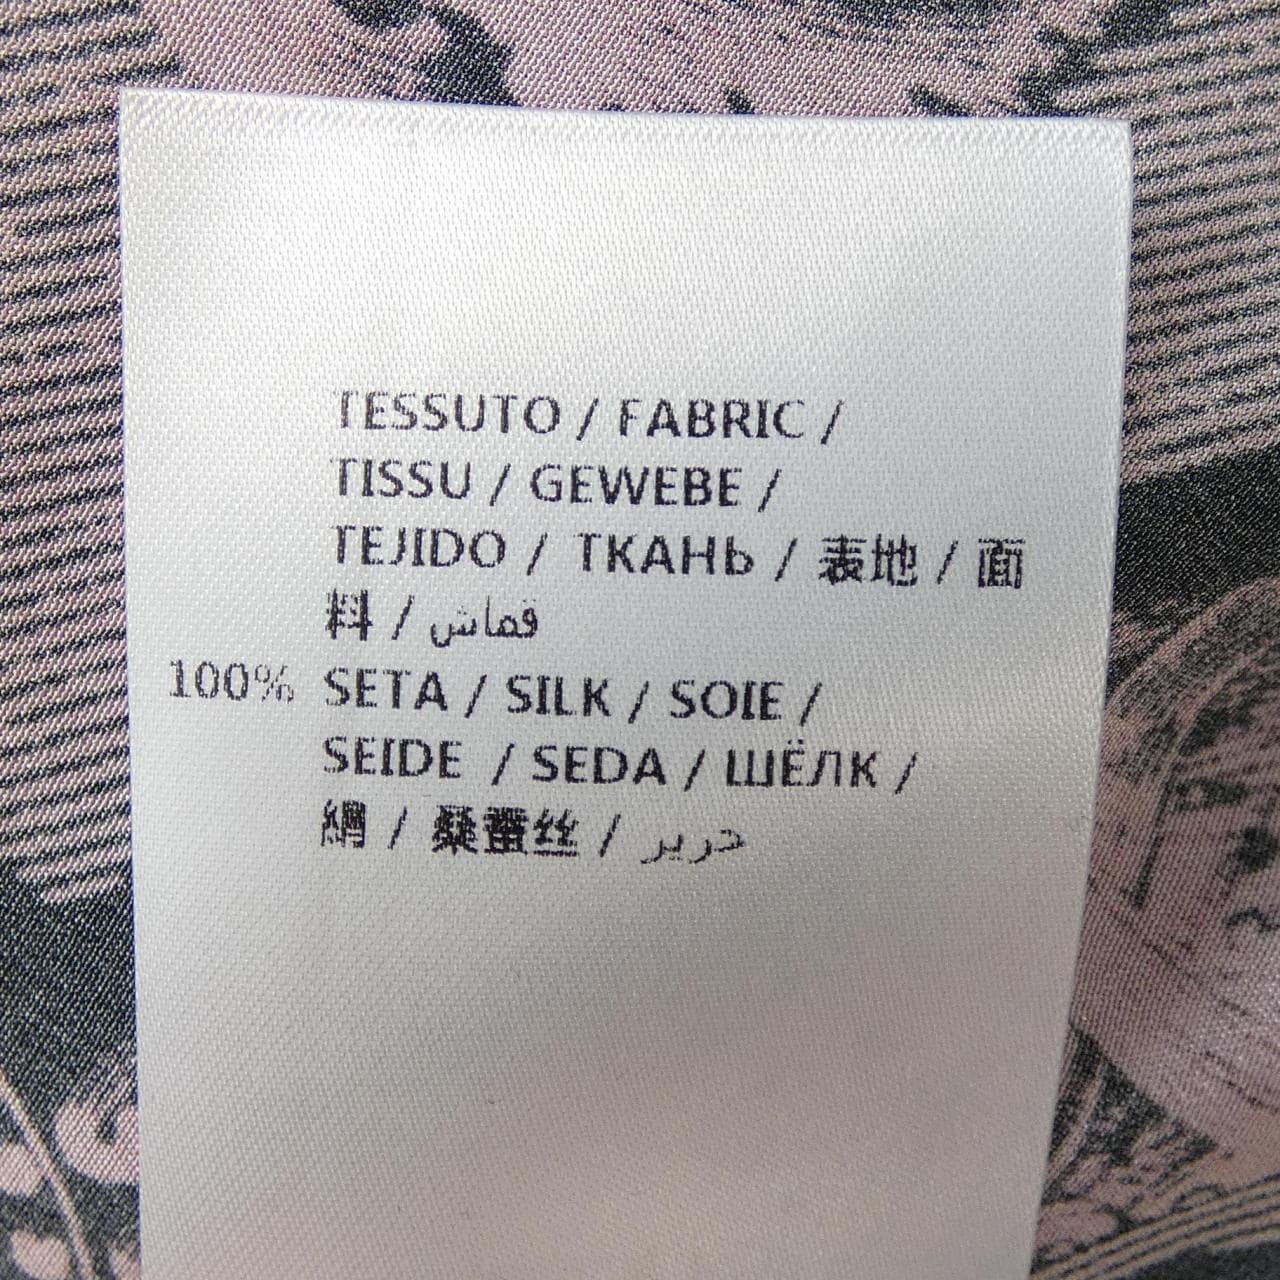 TESSUTO / FABRIC /
TISSU / GEWEBE /
TEJIDO / ТКАНЬ / 表地 / 面
料 / قماش
100% SETA / SILK / SOIE /
SEIDE / SEDA / ШЁЛК /
絹 / 桑蚕丝 / حرير